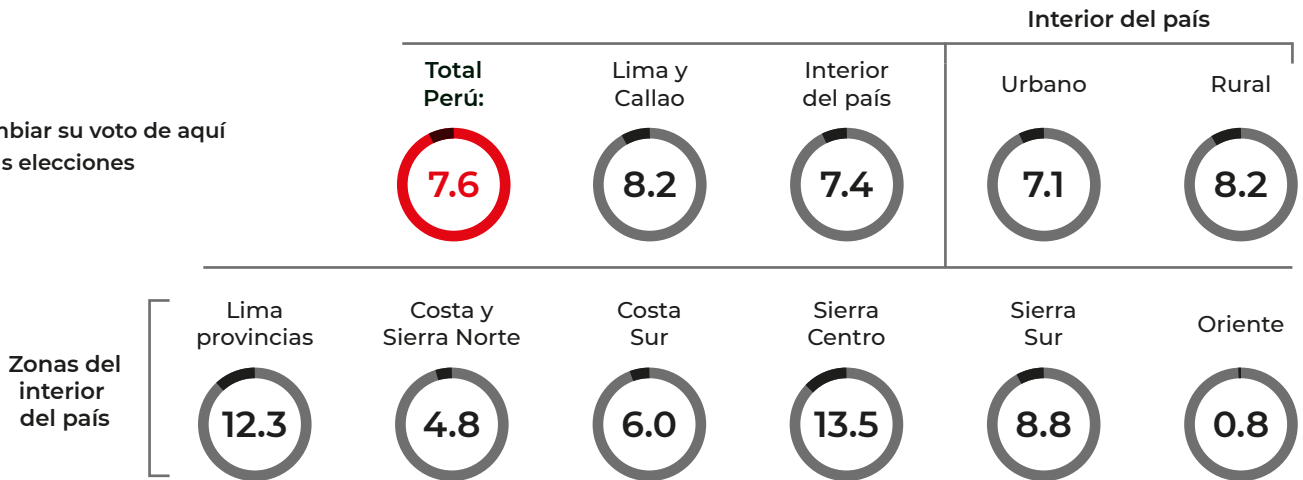 Interior del país
Total
Perú:
Lima y
Callao
Interior
del país
Urbano
Rural
su voto de aquí
elecciones
7.6
8.2
7.4
7.1
8.2
Zonas del
interior
del país
Lima
provincias
Costa y
Sierra Norte
Costa
Sur
Sierra
Centro
Sierra
Sur
Oriente
12.3
4.8
6.0
13.5
8.8
0.8